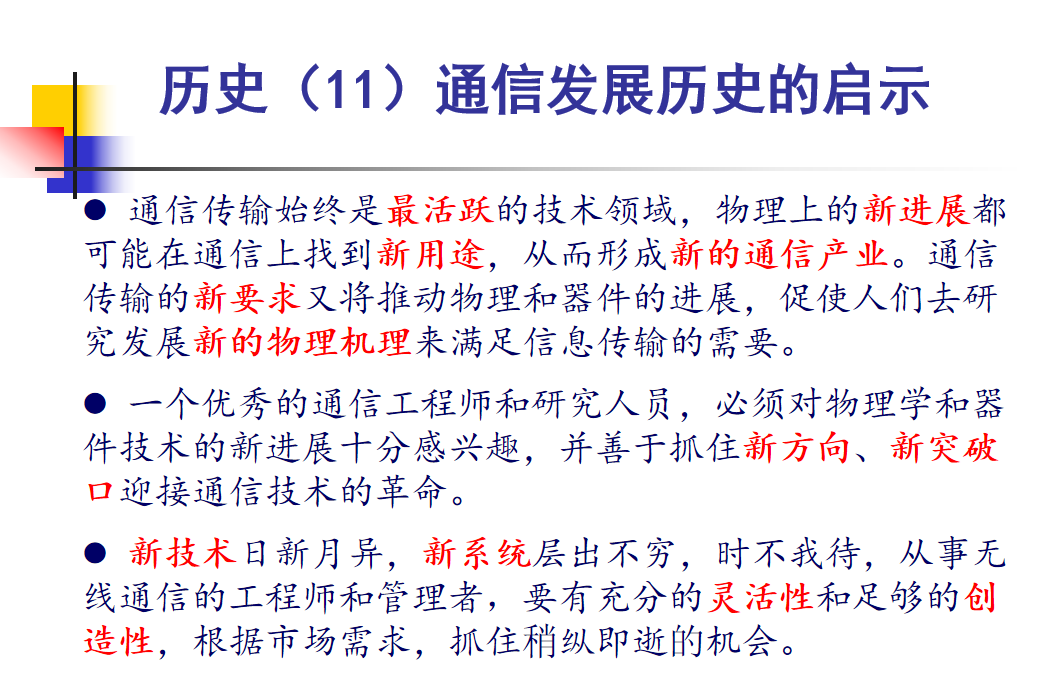 历史（11）通信发展历史的启示
● 通信传输始终是最活跃的技术领域，物理上的新进展都
可能在通信上找到新用途，从而形成新的通信产业。通信
传输的新要求又将推动物理和器件的进展，促使人们去研
究发展新的物理机理来满足信息传输的需要。
● 一个优秀的通信工程师和研究人员，必须对物理学和器
件技术的新进展十分感兴趣，并善于抓住新方向、新突破
口迎接通信技术的革命。
● 新技术日新月异，新系统层出不穷，时不我待，从事无
线通信的工程师和管理者，要有充分的灵活性和足够的创
造性，根据市场需求，抓住稍纵即逝的机会。